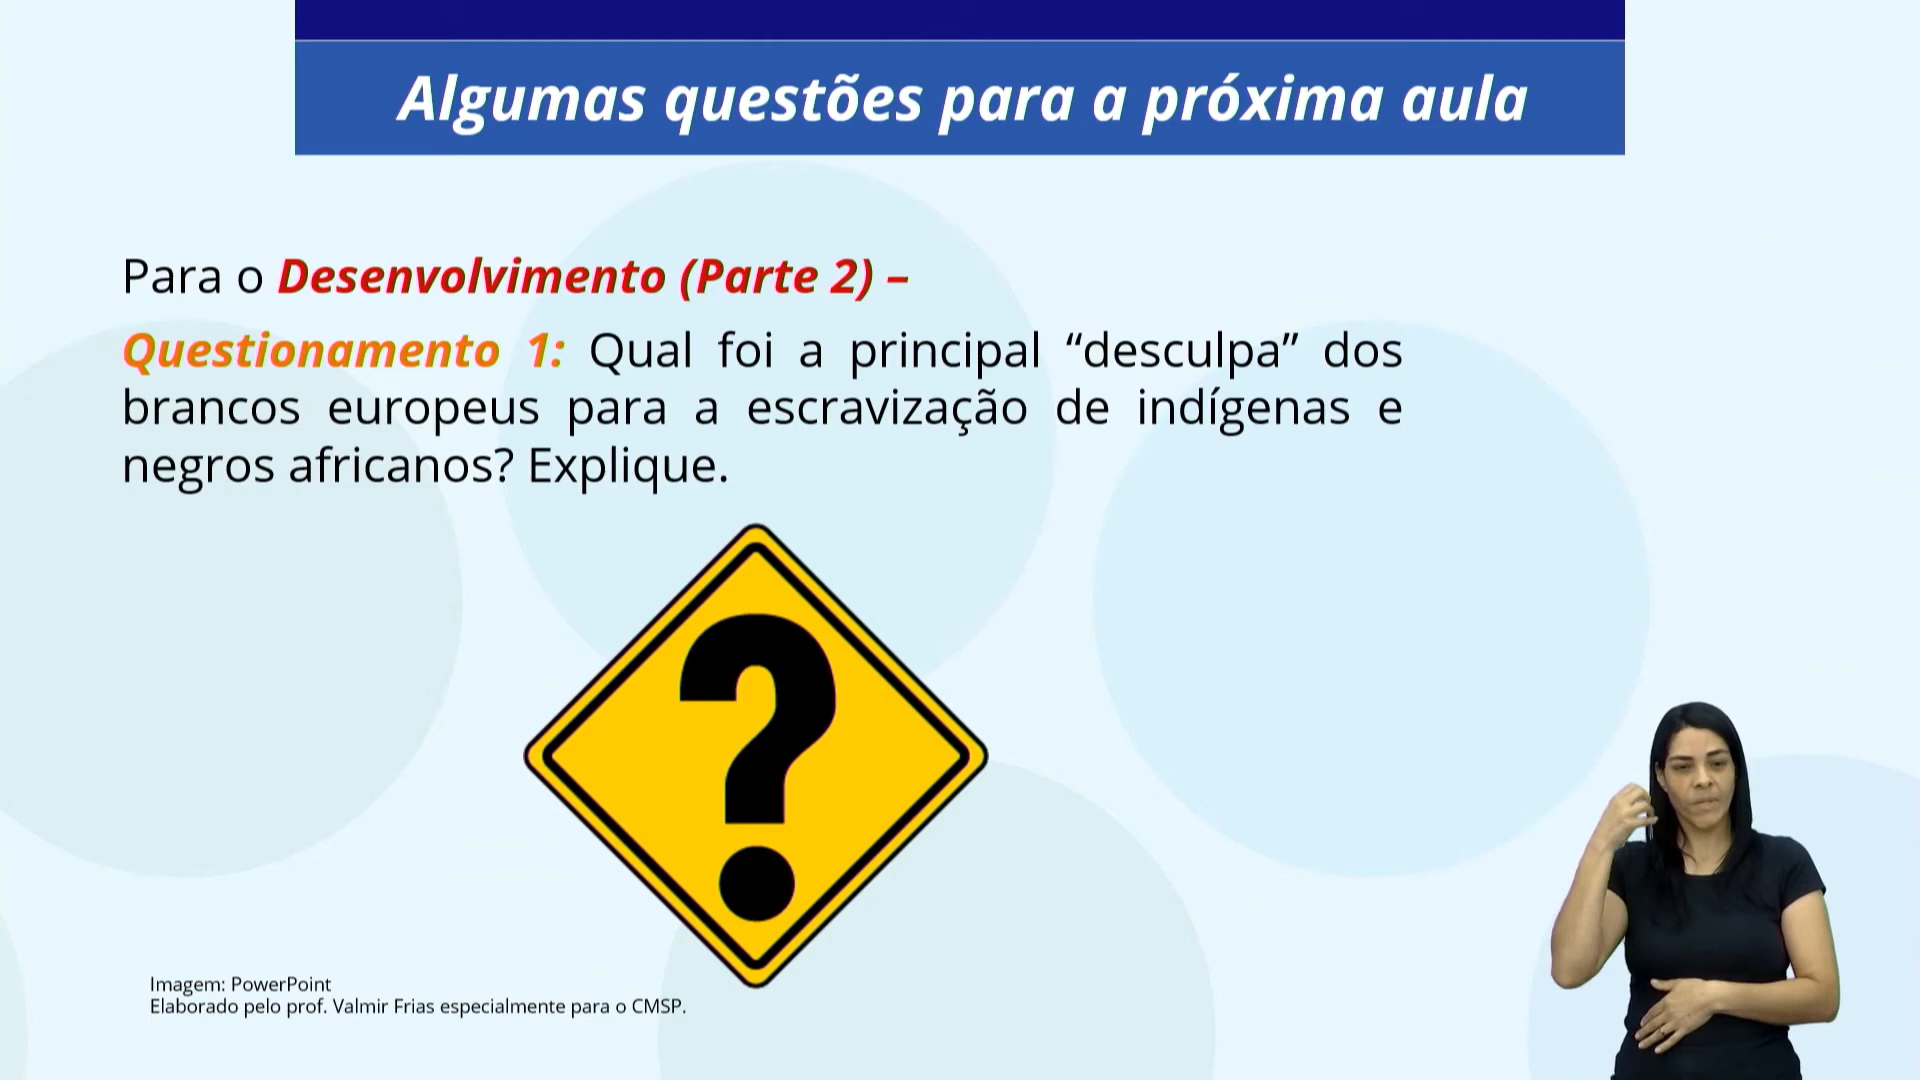 Algumas questões para a próxima aula
Para o Desenvolvimento (Parte 2) –
Questionamento 1: Qual foi a principal “desculpa” dos
brancos europeus para a escravização de indígenas e
negros africanos? Explique.
?
Imagem: PowerPoint
Elaborado pelo prof. Valmir Frias especialmente para o CMSP.